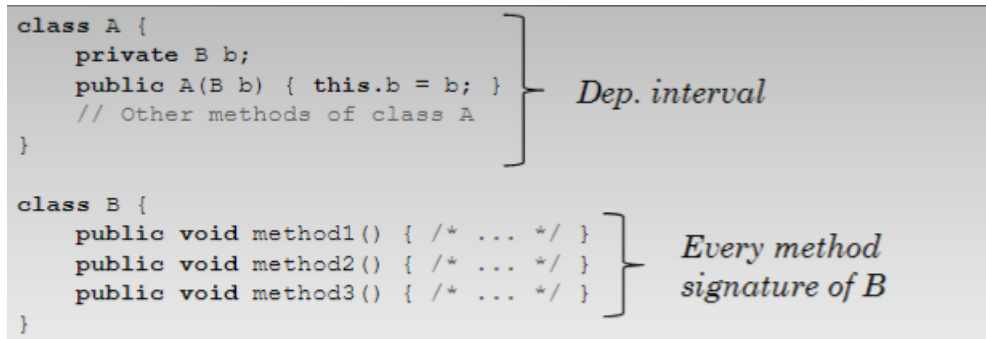 class A {
    private B b;
    public A(B b) { this.b = b; }
    // Other methods of class A
}
Dep. interval
class B {
    public void method1() { /* ... */ }
    public void method2() { /* ... */ }
    public void method3() { /* ... */ }
}
Every method
signature of B